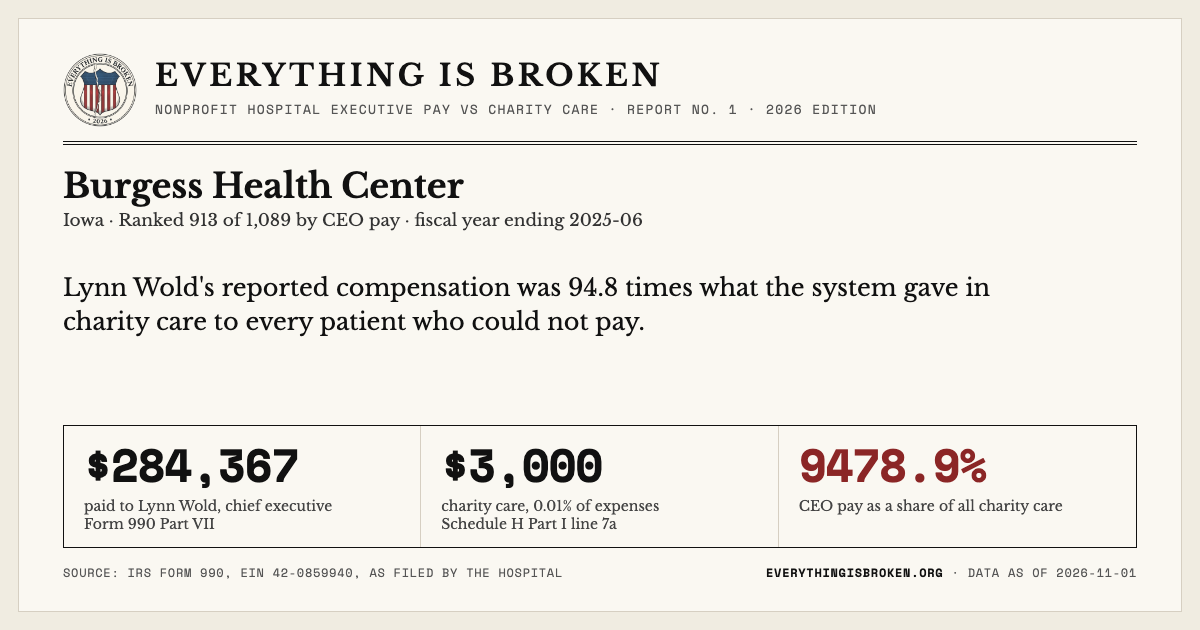 EVERYTHING IS BROKEN
· 2026 ·
EVERYTHING IS BROKEN
NONPROFIT HOSPITAL EXECUTIVE PAY VS CHARITY CARE · REPORT NO. 1 · 2026 EDITION
Burgess Health Center
Iowa · Ranked 913 of 1,089 by CEO pay · fiscal year ending 2025-06
Lynn Wold's reported compensation was 94.8 times what the system gave in
charity care to every patient who could not pay.
$284,367
paid to Lynn Wold, chief executive
Form 990 Part VII
$3,000
charity care, 0.01% of expenses
Schedule H Part I line 7a
9478.9%
CEO pay as a share of all charity care
SOURCE: IRS FORM 990, EIN 42-0859940, AS FILED BY THE HOSPITAL
EVERYTHINGISBROKEN.ORG · DATA AS OF 2026-11-01